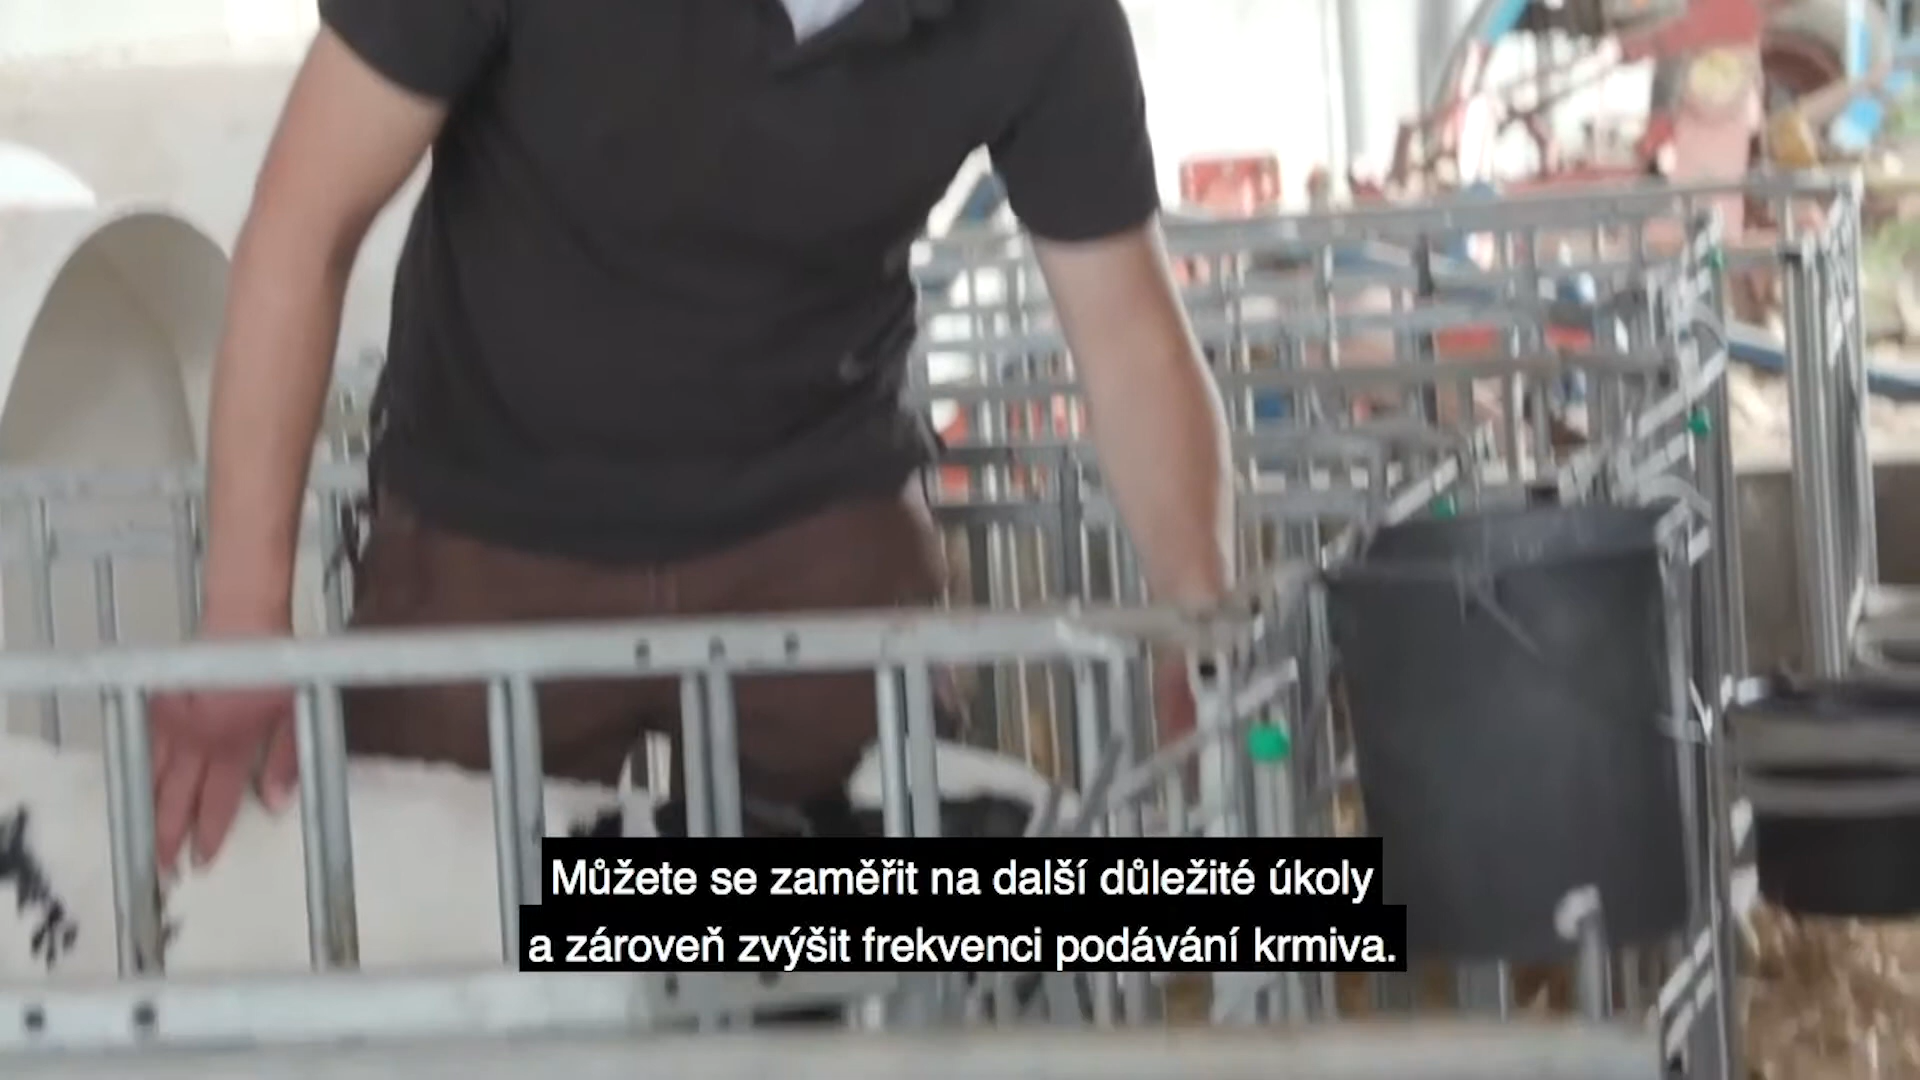 Můžete se zaměřit na další důležité úkoly
a zároveň zvýšit frekvenci podávání krmiva.